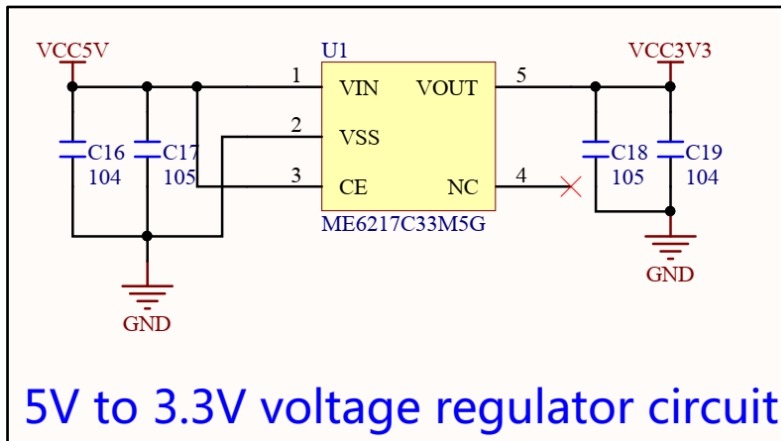 VCC5V
U1
VCC3V3
1
VIN
VOUT
5
2
VSS
C16
104
C17
105
C18
105
C19
104
3
CE
NC
4
ME6217C33M5G
GND
GND
5V to 3.3V voltage regulator circuit